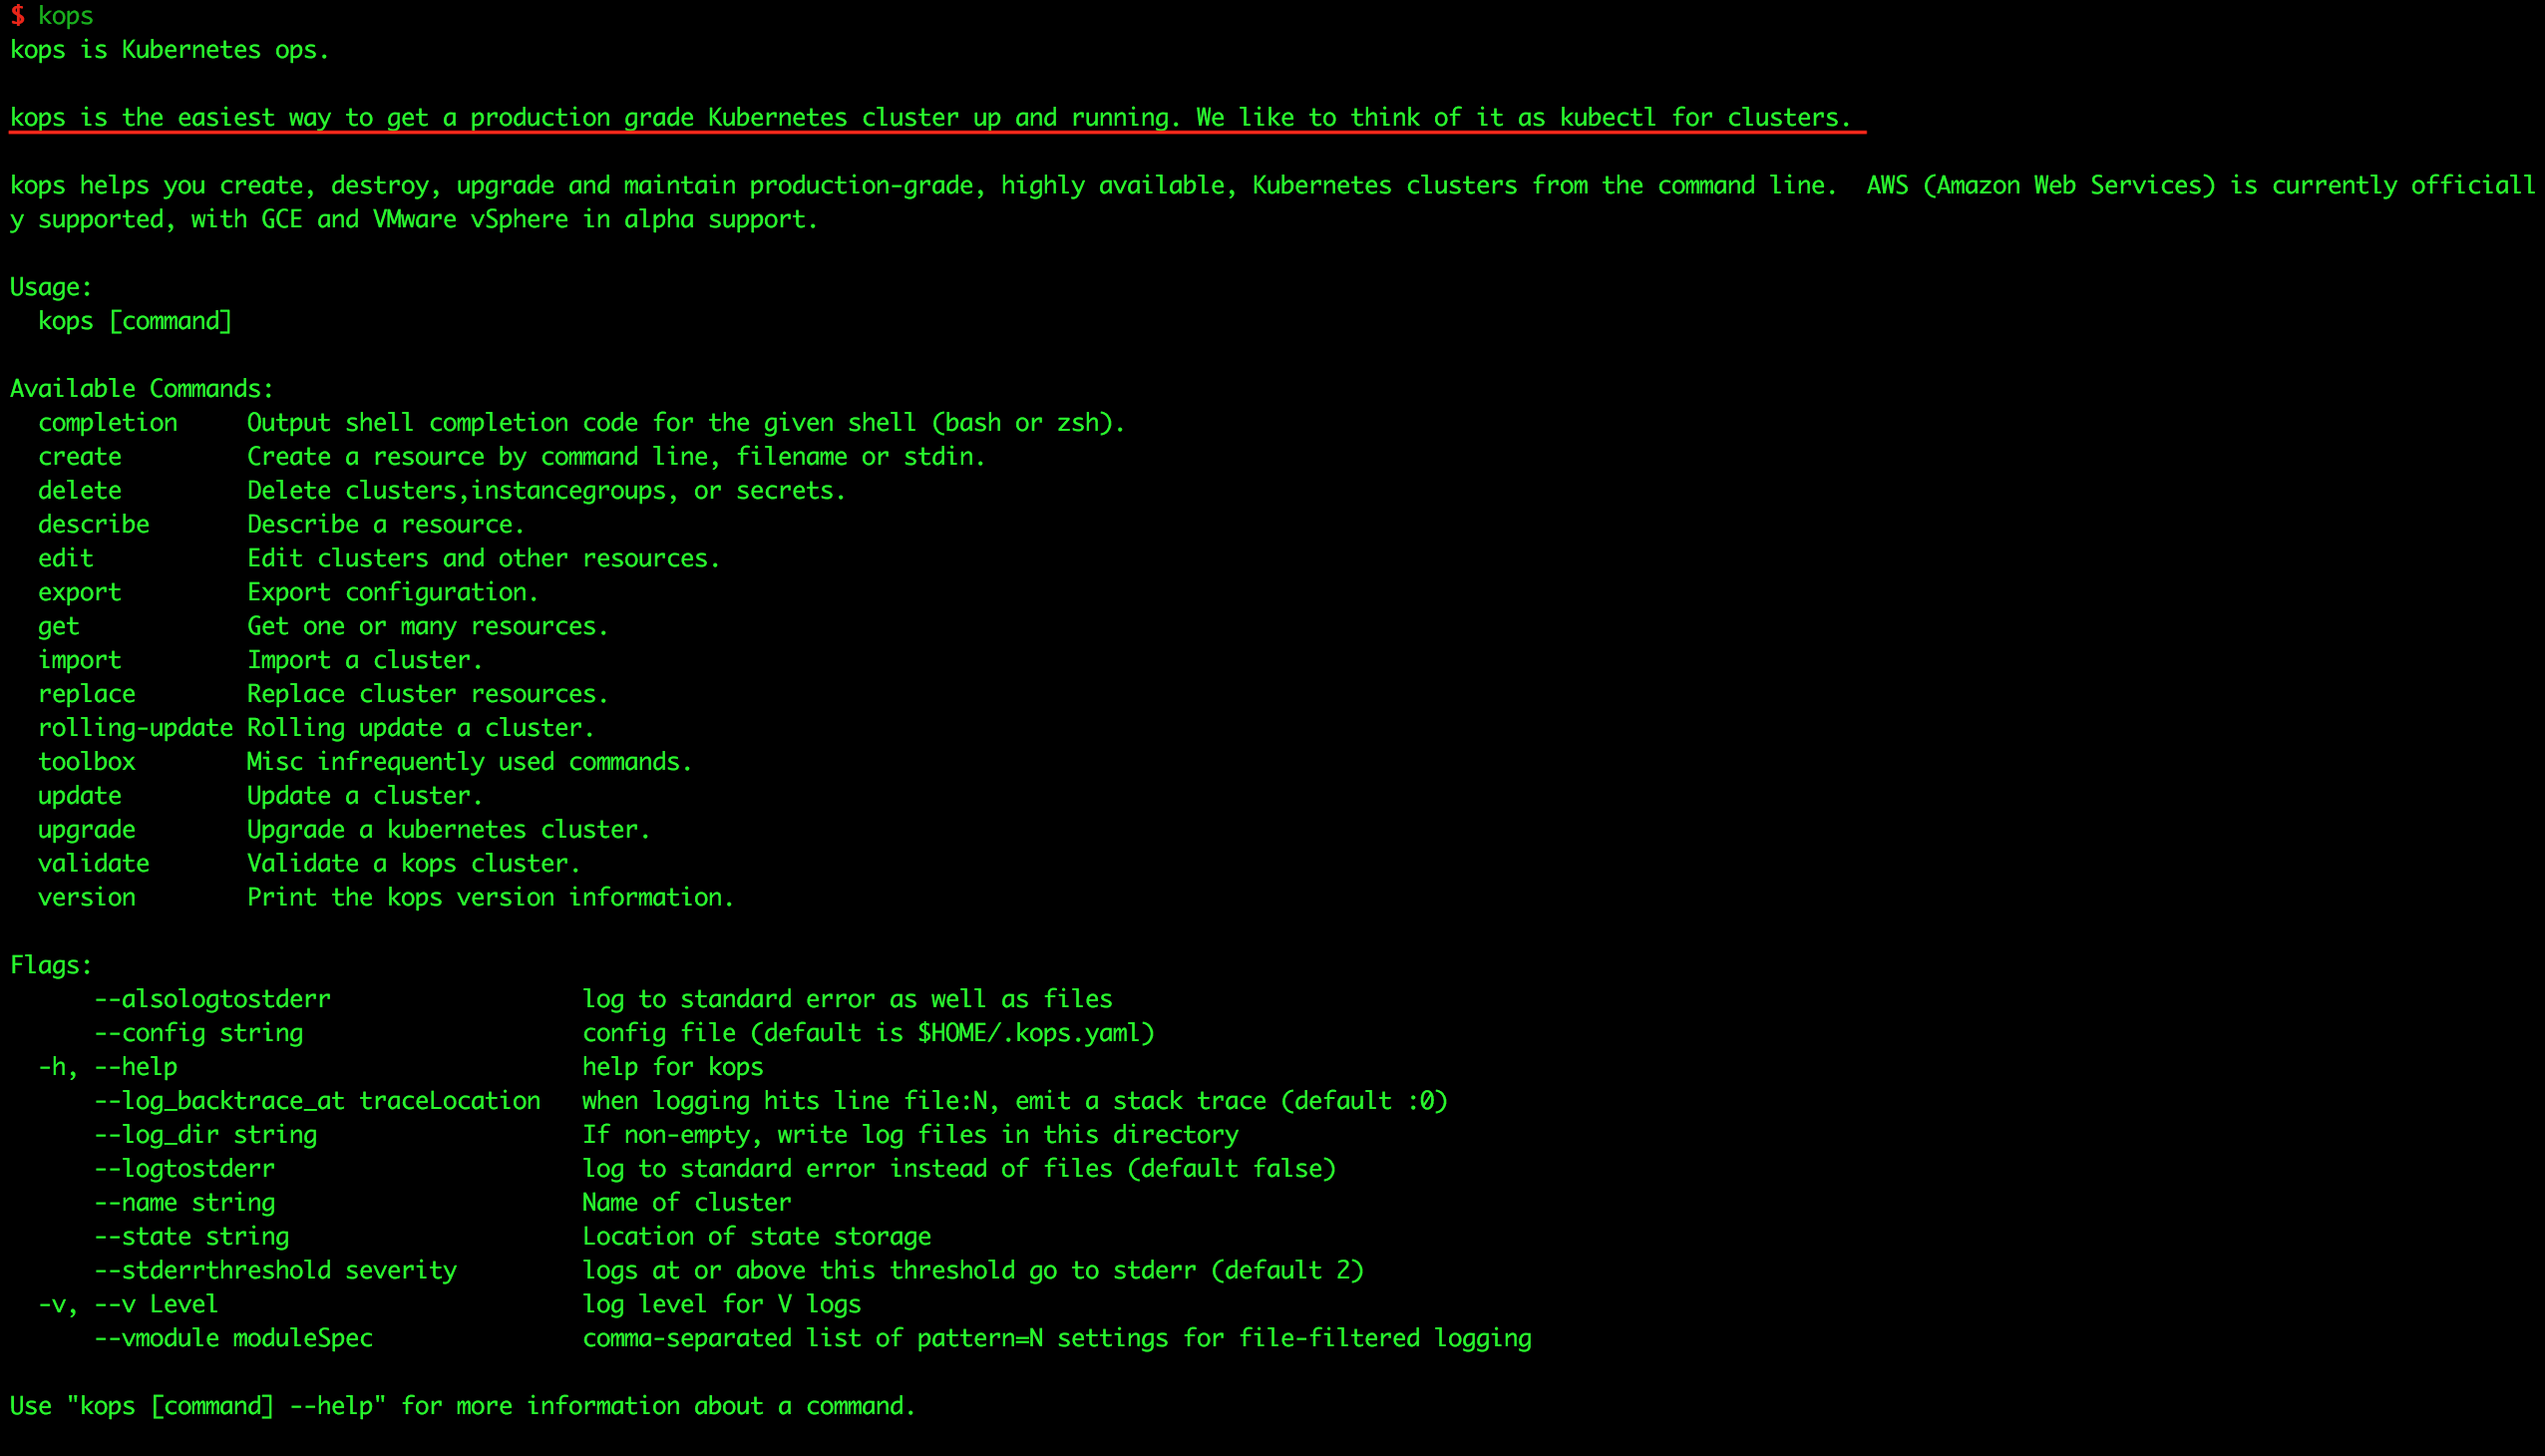 $ kops
kops is Kubernetes ops.
kops is the easiest way to get a production grade Kubernetes cluster up and running. We like to think of it as kubectl for clusters.
kops helps you create, destroy, upgrade and maintain production-grade, highly available, Kubernetes clusters from the command line.  AWS (Amazon Web Services) is currently officiall
y supported, with GCE and VMware vSphere in alpha support.
Usage:
  kops [command]
Available Commands:
  completion     Output shell completion code for the given shell (bash or zsh).
  create         Create a resource by command line, filename or stdin.
  delete         Delete clusters,instancegroups, or secrets.
  describe       Describe a resource.
  edit           Edit clusters and other resources.
  export         Export configuration.
  get            Get one or many resources.
  import         Import a cluster.
  replace        Replace cluster resources.
  rolling-update Rolling update a cluster.
  toolbox        Misc infrequently used commands.
  update         Update a cluster.
  upgrade        Upgrade a kubernetes cluster.
  validate       Validate a kops cluster.
  version        Print the kops version information.
Flags:
      --alsologtostderr                  log to standard error as well as files
      --config string                    config file (default is $HOME/.kops.yaml)
  -h, --help                             help for kops
      --log_backtrace_at traceLocation   when logging hits line file:N, emit a stack trace (default :0)
      --log_dir string                   If non-empty, write log files in this directory
      --logtostderr                      log to standard error instead of files (default false)
      --name string                      Name of cluster
      --state string                     Location of state storage
      --stderrthreshold severity         logs at or above this threshold go to stderr (default 2)
  -v, --v Level                          log level for V logs
      --vmodule moduleSpec               comma-separated list of pattern=N settings for file-filtered logging
Use "kops [command] --help" for more information about a command.